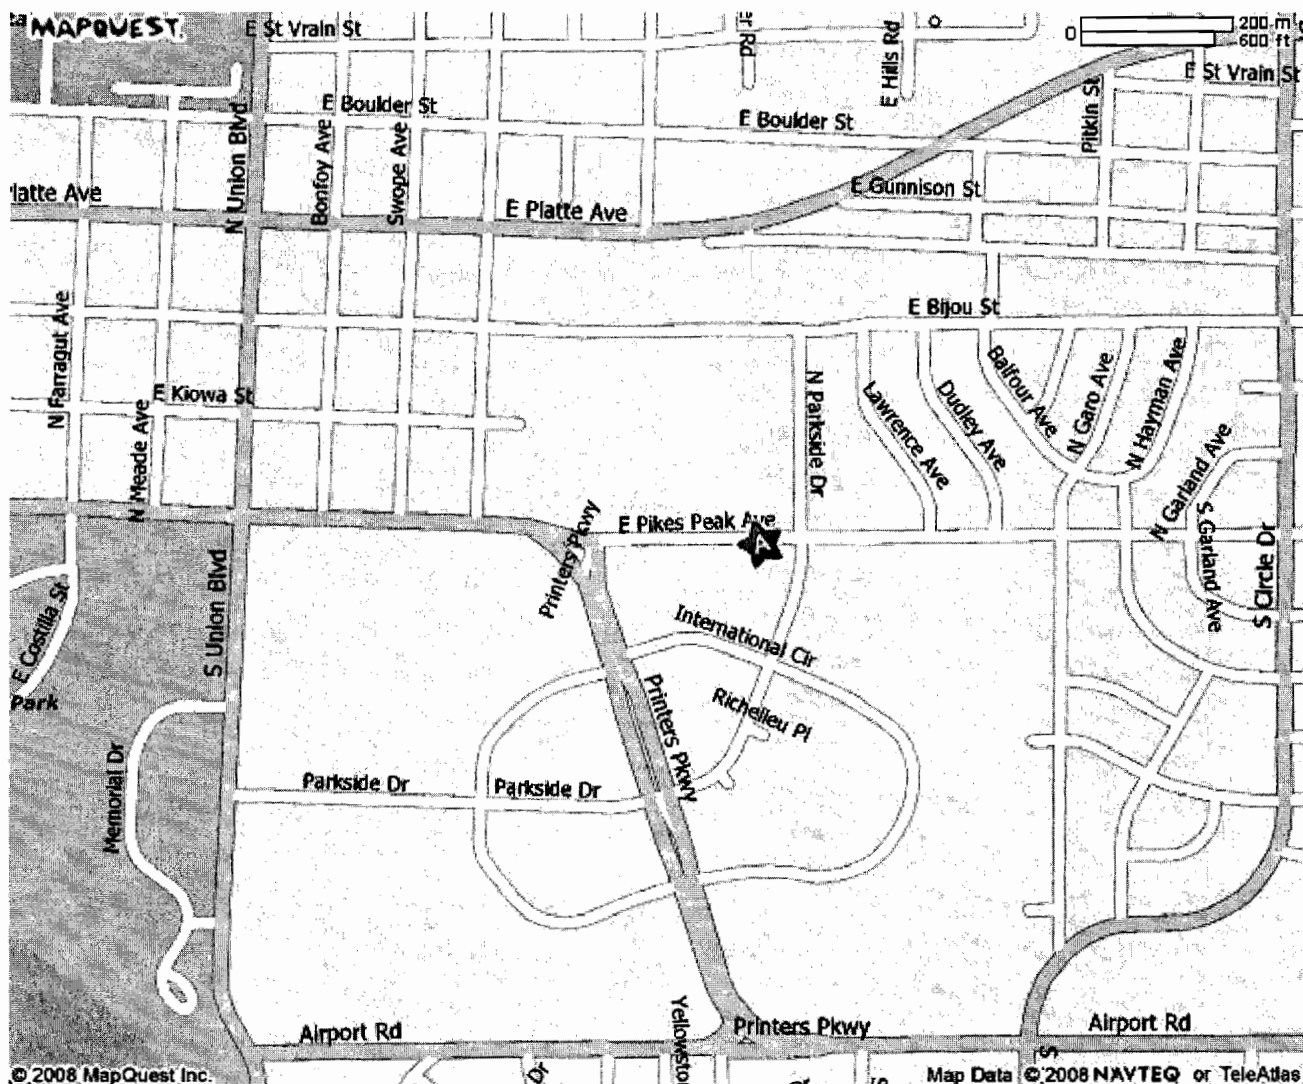 MAPQUEST.
E St Vrain St
E Hills Rd
0
200 m
600 ft
E St Vrain St
E Boulder St
E Boulder St
Pitkin St
N Union Blvd
Bonfoy Ave
Swope Ave
E Gunnison St
latte Ave
E Platte Ave
E Bijou St
N Farragut Ave
E Kiowa St
N Meade Ave
N Parkside Dr
Lawrence Ave
Dudley Ave
Balfour Ave
N Garo Ave
N Hayman Ave
N Garland Ave
S Garland Ave
E Pikes Peak Ave
A
Printers Pkwy
S Circle Dr
S Union Blvd
E Costilla St
Park
International Cir
Printers Pkwy
Richelieu Pl
Memorial Dr
Parkside Dr
Parkside Dr
Airport Rd
Yellowston
Printers Pkwy
Airport Rd
Dr
S
© 2008 MapQuest Inc.
Map Data © 2008 NAVTEQ or TeleAtlas